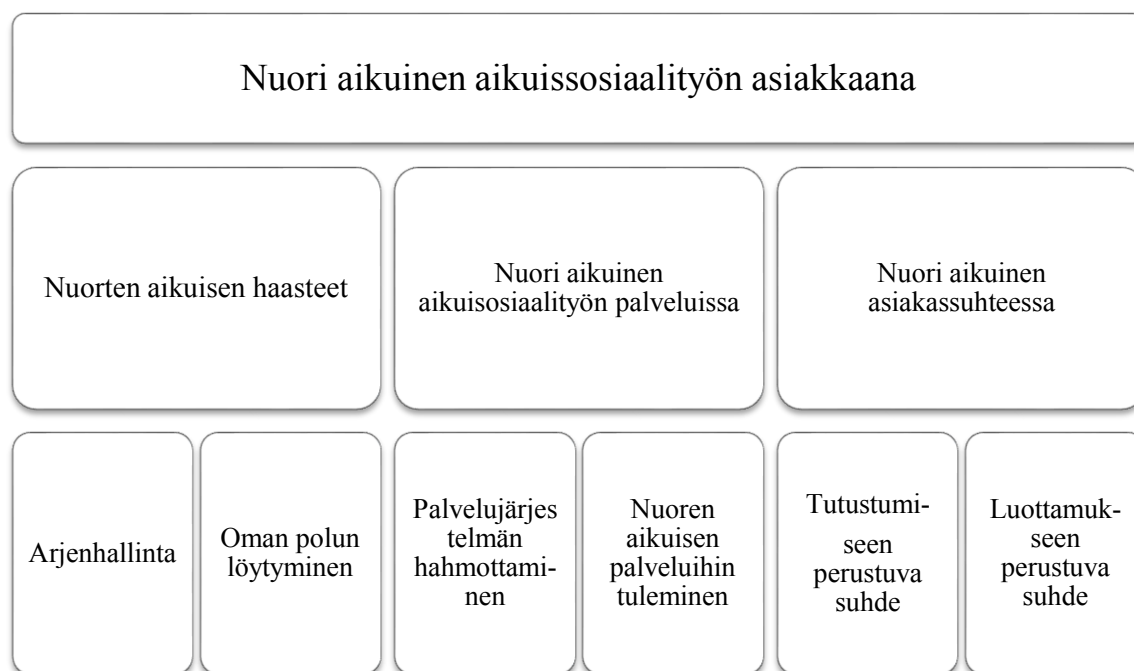 Nuori aikuinen aikuissosiaalityön asiakkaana
Nuorten aikuisen haasteet
Nuori aikuinen
aikuisosiaalityön palveluissa
Nuori aikuinen
asiakassuhteessa
Arjenhallinta
Oman polun
löytyminen
Palvelujärjes
telmän
hahmottami-
nen
Nuoren
aikuisen
palveluihin
tuleminen
Tutustumi-
seen
perustuva
suhde
Luottamuk-
seen
perustuva
suhde